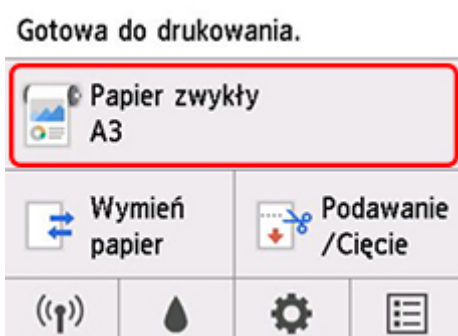 Gotowa do drukowania.
Papier zwykły
A3
Wymień
papier
Podawanie
/Cięcie